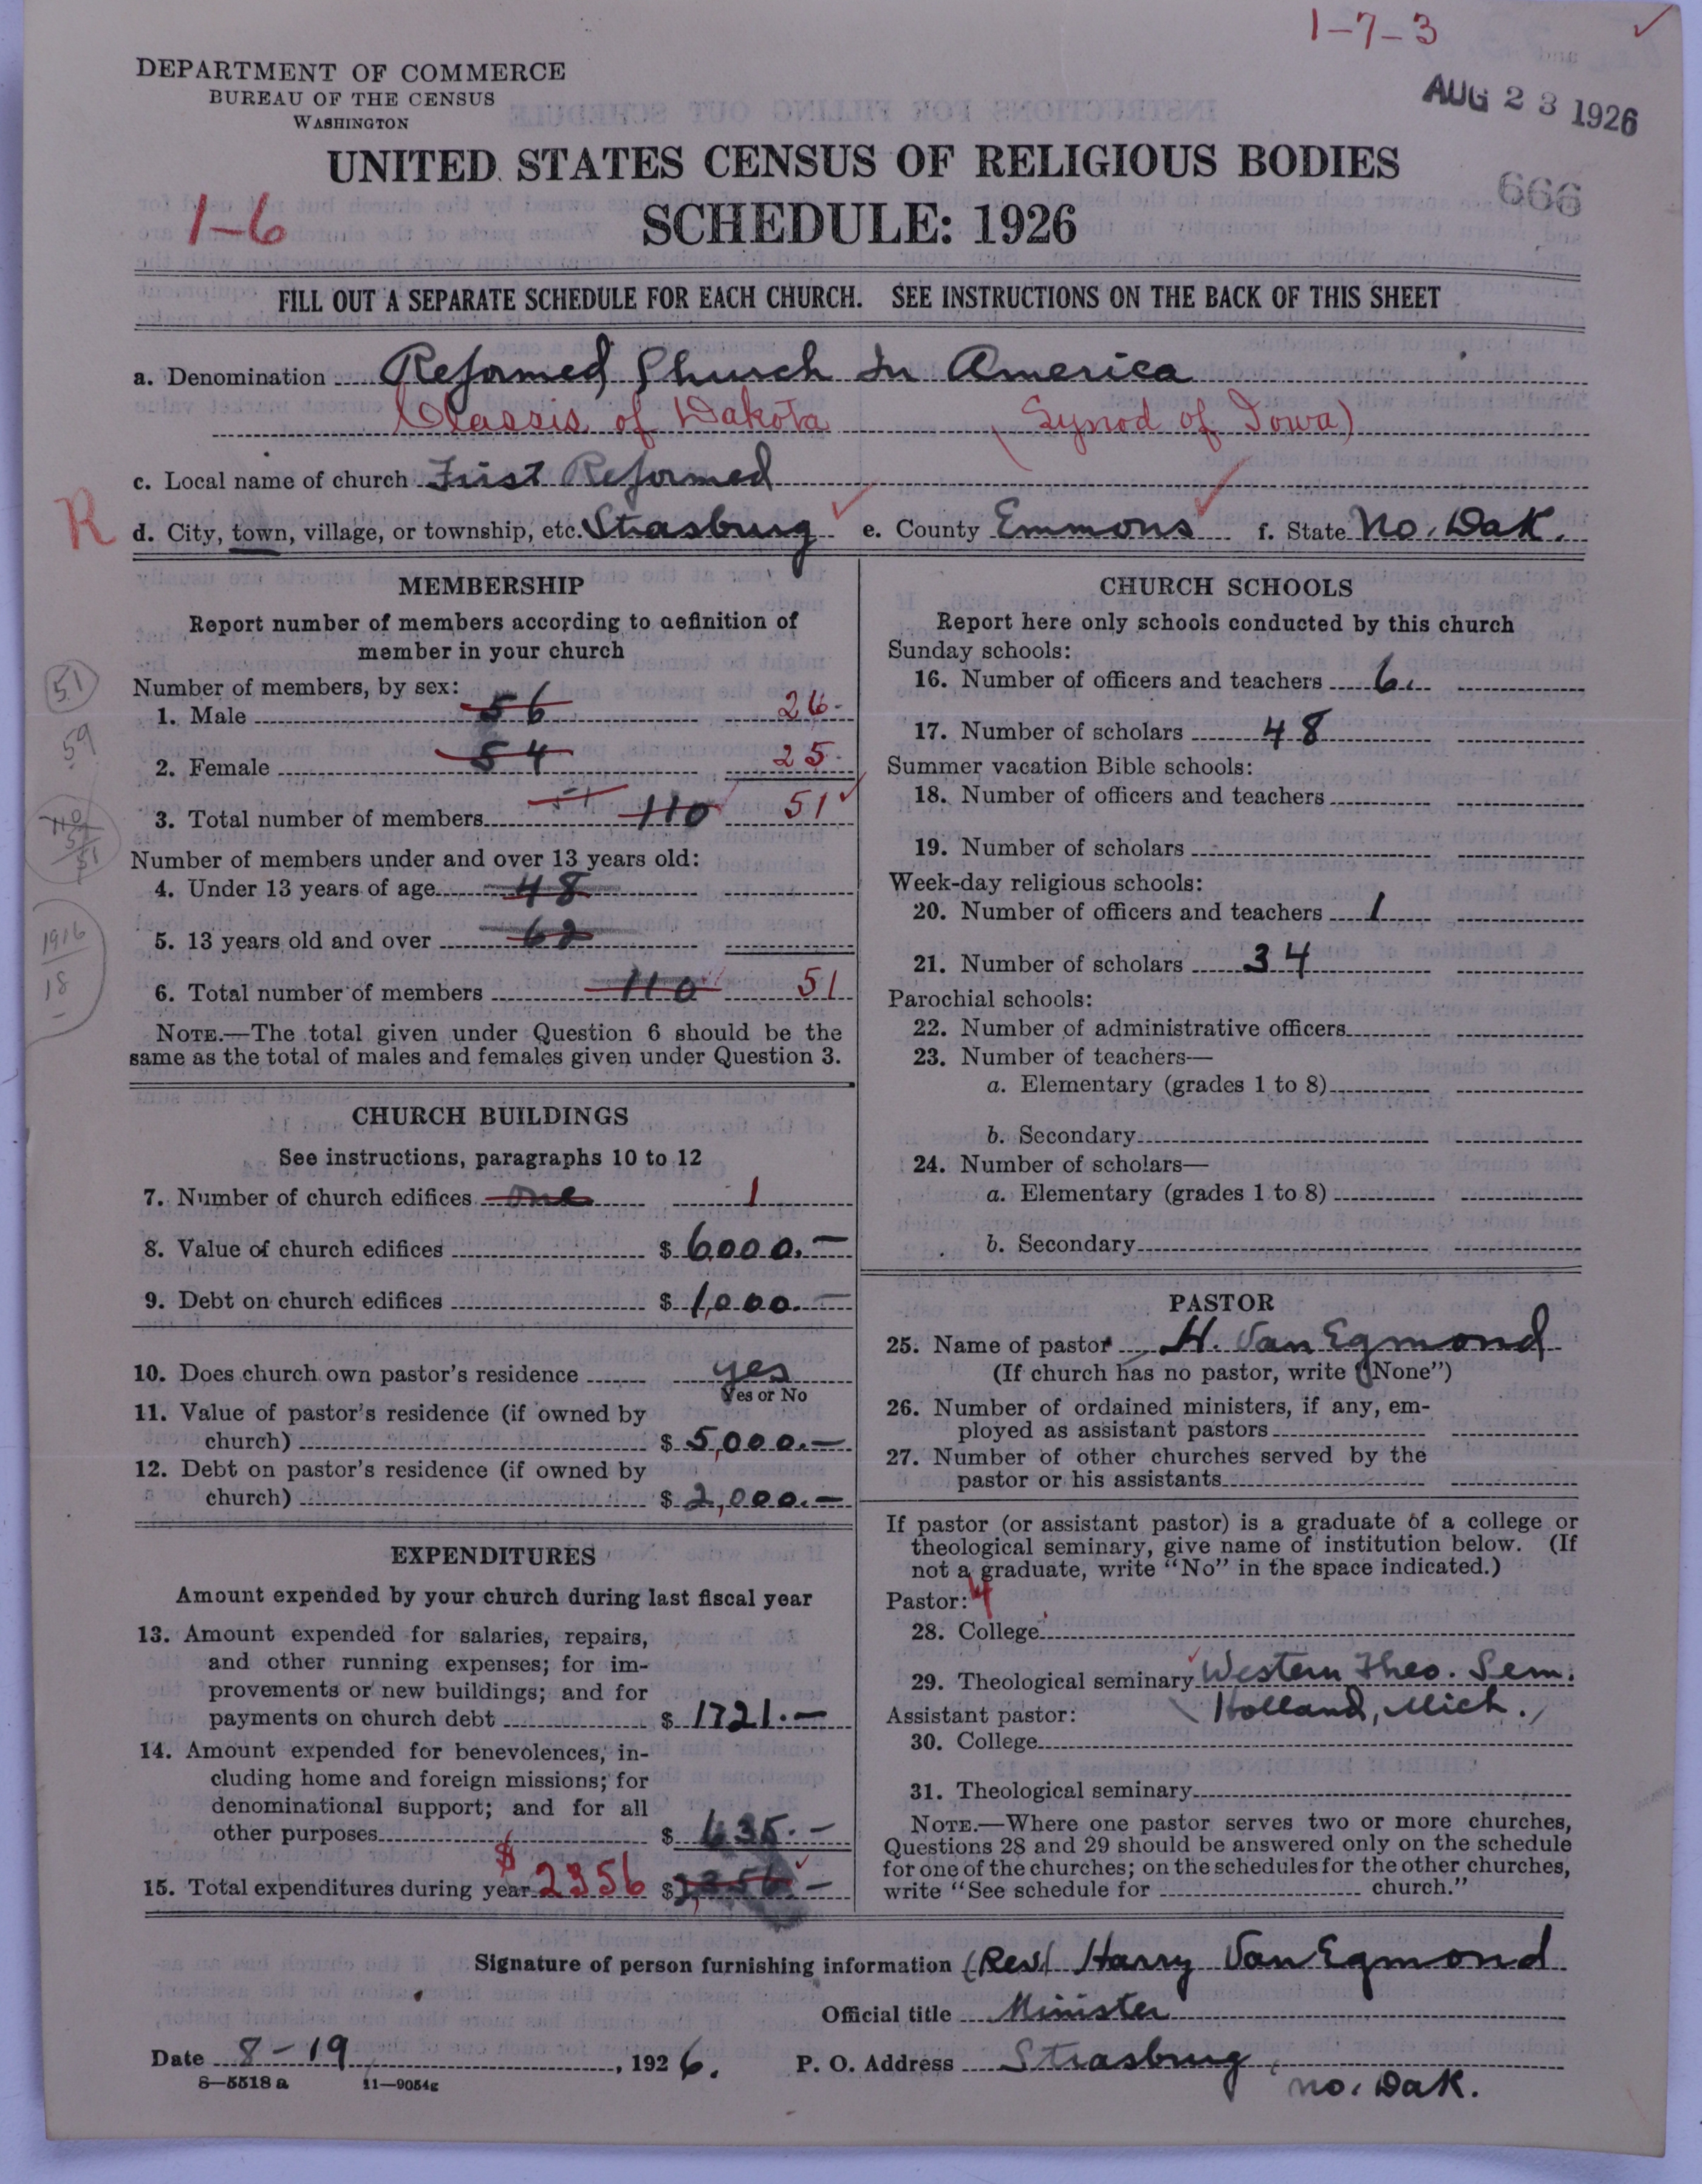 1-7-3
DEPARTMENT OF COMMERCE
BUREAU OF THE CENSUS
WASHINGTON
AUG 23 1926
UNITED STATES CENSUS OF RELIGIOUS BODIES
666
1-6
SCHEDULE: 1926
FILL OUT A SEPARATE SCHEDULE FOR EACH CHURCH. SEE INSTRUCTIONS ON THE BACK OF THIS SHEET
a. Denomination Reformed Church In America
Classis of Dakota (Synod of Iowa)
c. Local name of church First Reformed
R
d. City, town, village, or township, etc. Strasburg e. County Emmons f. State No. Dak.
MEMBERSHIP
Report number of members according to definition of
member in your church
Number of members, by sex:
51
1. Male 56 26-
59
2. Female 54 25-
3. Total number of members 51 110 51
110
51
Number of members under and over 13 years old:
4. Under 13 years of age 48
1916
18
5. 13 years old and over 62
6. Total number of members 110 51
NOTE.—The total given under Question 6 should be the
same as the total of males and females given under Question 3.
CHURCH BUILDINGS
See instructions, paragraphs 10 to 12
7. Number of church edifices one 1
8. Value of church edifices $ 6000.—
9. Debt on church edifices $ 1,000.—
10. Does church own pastor's residence yes
Yes or No
11. Value of pastor's residence (if owned by
church) $ 5,000.—
12. Debt on pastor's residence (if owned by
church) $ 2,000.—
EXPENDITURES
Amount expended by your church during last fiscal year
13. Amount expended for salaries, repairs,
and other running expenses; for im-
provements or new buildings; and for
payments on church debt $ 1721.—
14. Amount expended for benevolences, in-
cluding home and foreign missions; for
denominational support; and for all
other purposes $ 635.—
15. Total expenditures during year $ 2356 $ 2,356.—
CHURCH SCHOOLS
Report here only schools conducted by this church
Sunday schools:
16. Number of officers and teachers 6.
17. Number of scholars 48
Summer vacation Bible schools:
18. Number of officers and teachers
19. Number of scholars
Week-day religious schools:
20. Number of officers and teachers 1
21. Number of scholars 34
Parochial schools:
22. Number of administrative officers
23. Number of teachers—
a. Elementary (grades 1 to 8)
b. Secondary
24. Number of scholars—
a. Elementary (grades 1 to 8)
b. Secondary
PASTOR
25. Name of pastor H. Van Egmond
(If church has no pastor, write "None")
26. Number of ordained ministers, if any, em-
ployed as assistant pastors
27. Number of other churches served by the
pastor or his assistants
If pastor (or assistant pastor) is a graduate of a college or
theological seminary, give name of institution below. (If
not a graduate, write "No" in the space indicated.)
Pastor: 4
28. College
29. Theological seminary Western Theo. Sem.
Holland, Mich.
Assistant pastor:
30. College
31. Theological seminary
NOTE.—Where one pastor serves two or more churches,
Questions 28 and 29 should be answered only on the schedule
for one of the churches; on the schedules for the other churches,
write "See schedule for church."
Signature of person furnishing information (Rev) Harry Van Egmond
Official title Minister
Date 8-19, 1926. P. O. Address Strasburg,
No. Dak.
8—5518 a 11—9054g